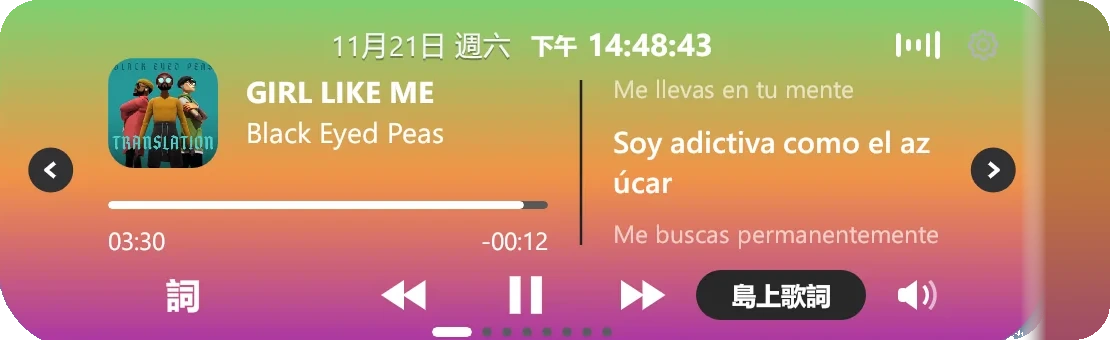 11月21日 週六 下午 14:48:43
BLACK EYED PEAS
TRANSLATION
GIRL LIKE ME
Black Eyed Peas
03:30
-00:12
Me llevas en tu mente
Soy adictiva como el az
úcar
Me buscas permanentemente
詞
島上歌詞